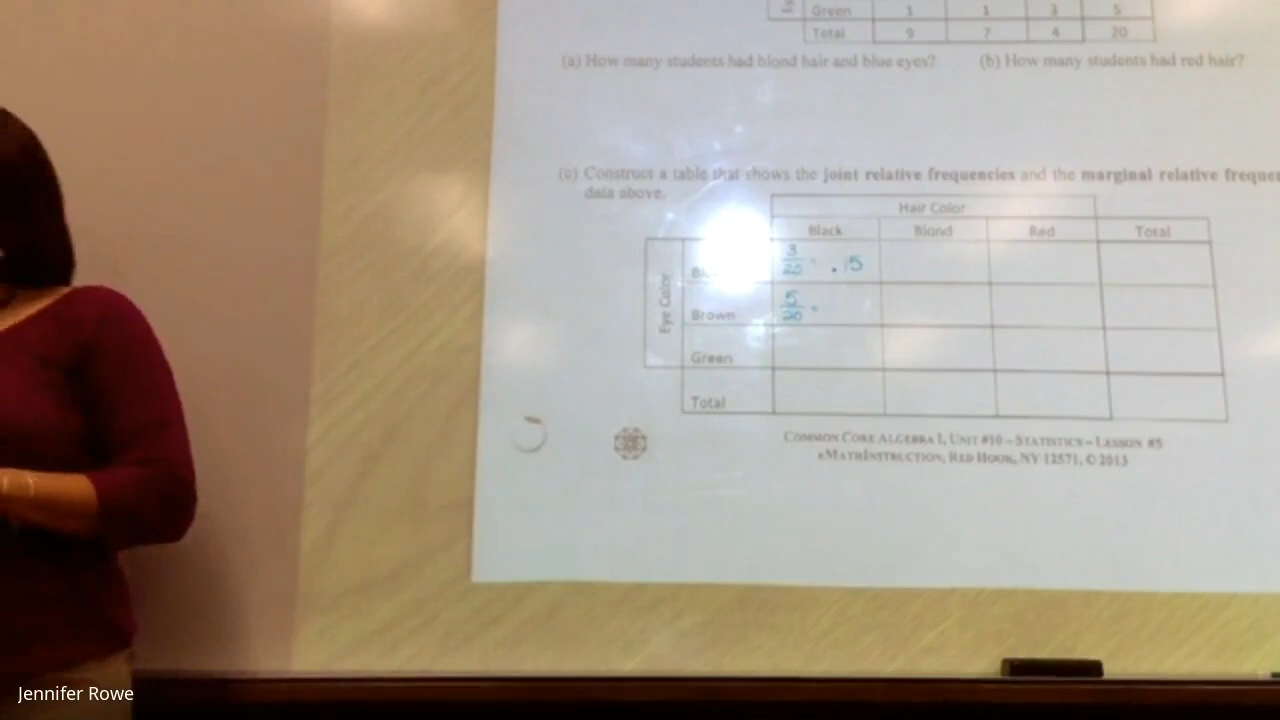 Green 1 1 3 5
Total 9 7 4 20
(a) How many students had blond hair and blue eyes? (b) How many students had red hair?
(c) Construct a table that shows the joint relative frequencies and the marginal relative
data above.
Hair Color
Black Blond Red Total
Eye Color
3/20 = .15
Brown 5/20 =
Green
Total
COMMON CORE ALGEBRA I, UNIT #10 – STATISTICS – LESSON #5
eMATHINSTRUCTION, RED HOOK, NY 12571, © 2013
Jennifer Rowe